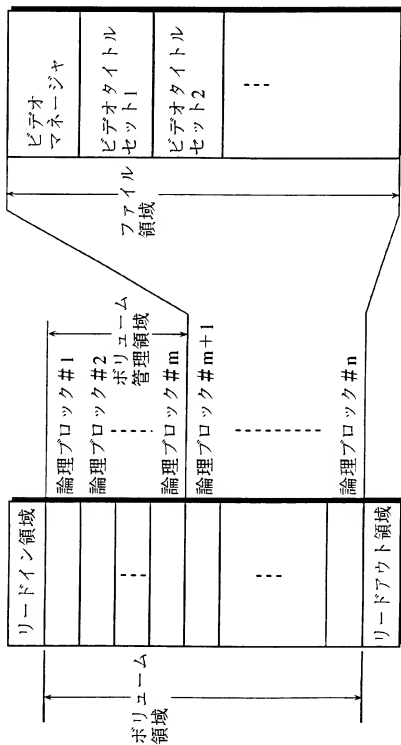 リードイン領域
リードアウト領域
ボリューム
領域
論理ブロック#1
論理ブロック#2
論理ブロック#m
論理ブロック#m+1
論理ブロック#n
ボリューム
管理領域
ファイル
領域
ビデオ
マネージャ
ビデオタイトル
セット1
ビデオタイトル
セット2